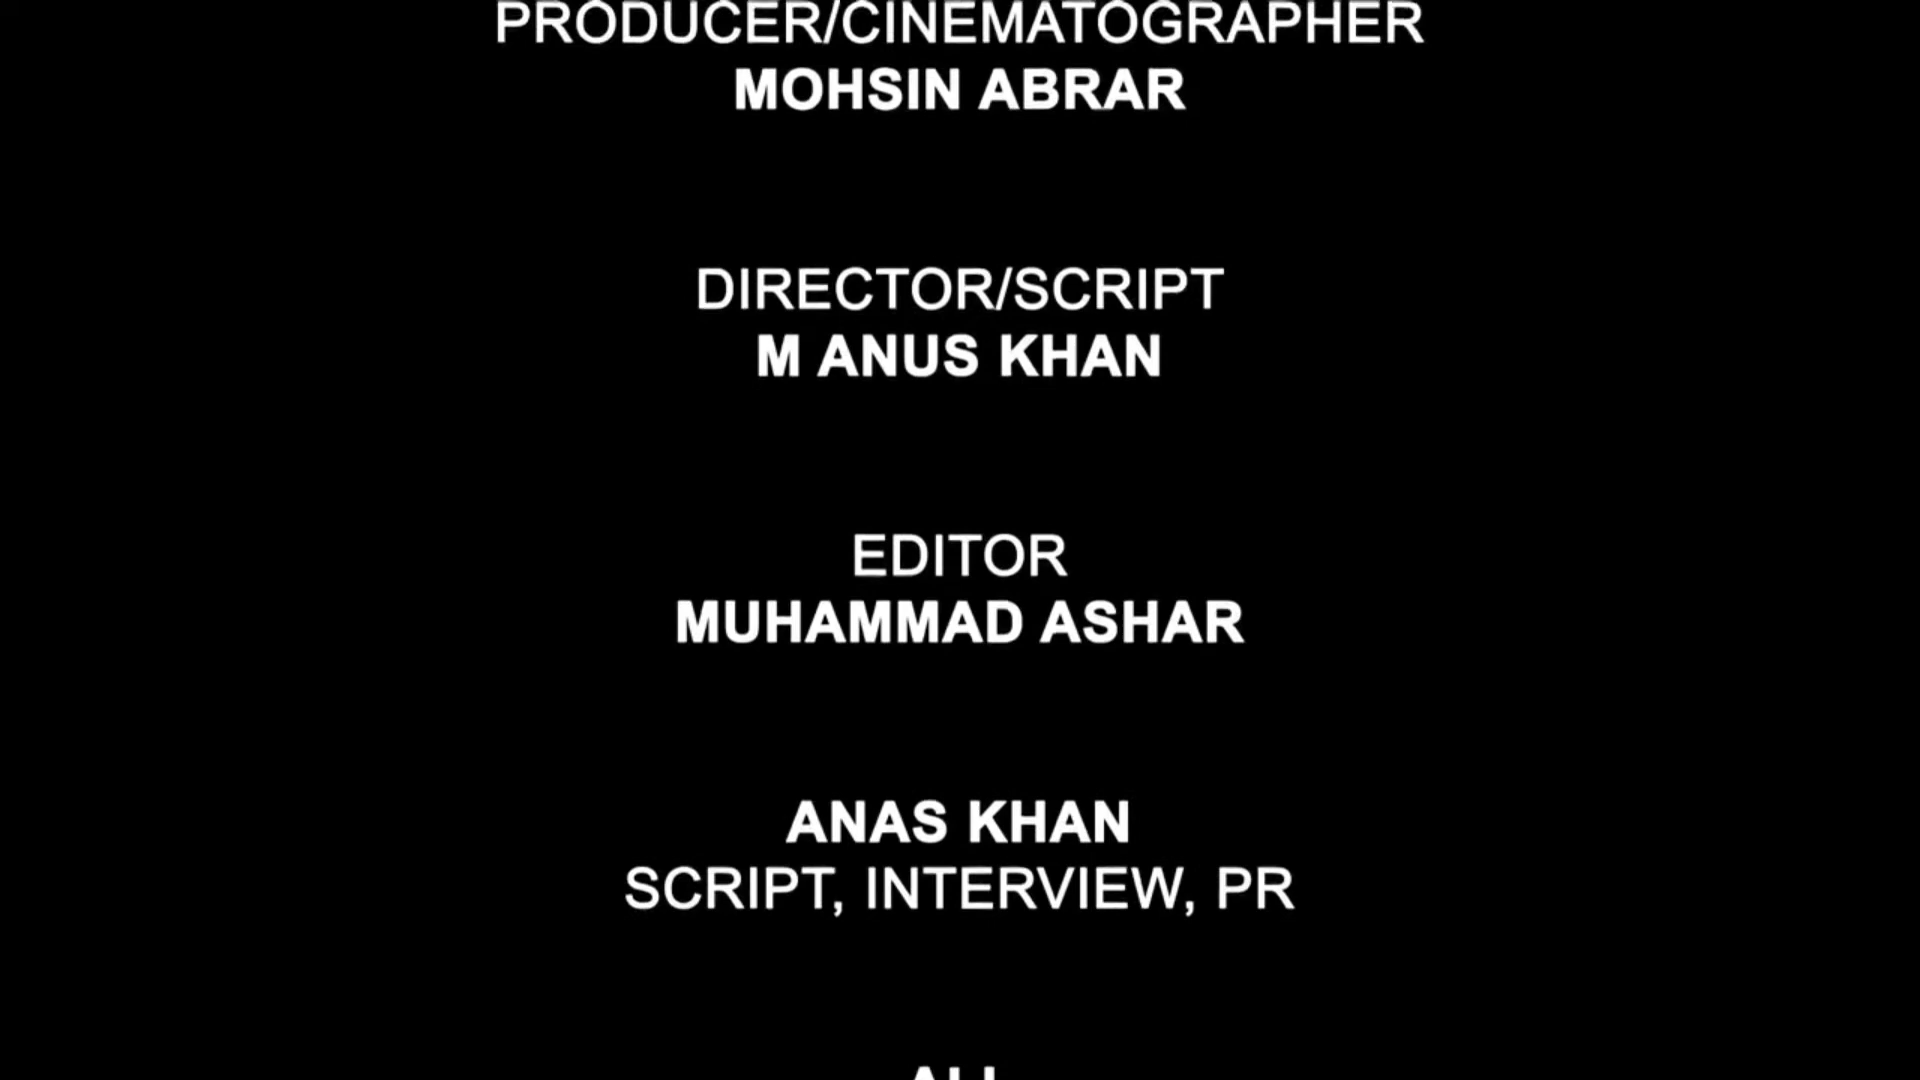 PRODUCER/CINEMATOGRAPHER
MOHSIN ABRAR
DIRECTOR/SCRIPT
M ANUS KHAN
EDITOR
MUHAMMAD ASHAR
ANAS KHAN
SCRIPT, INTERVIEW, PR